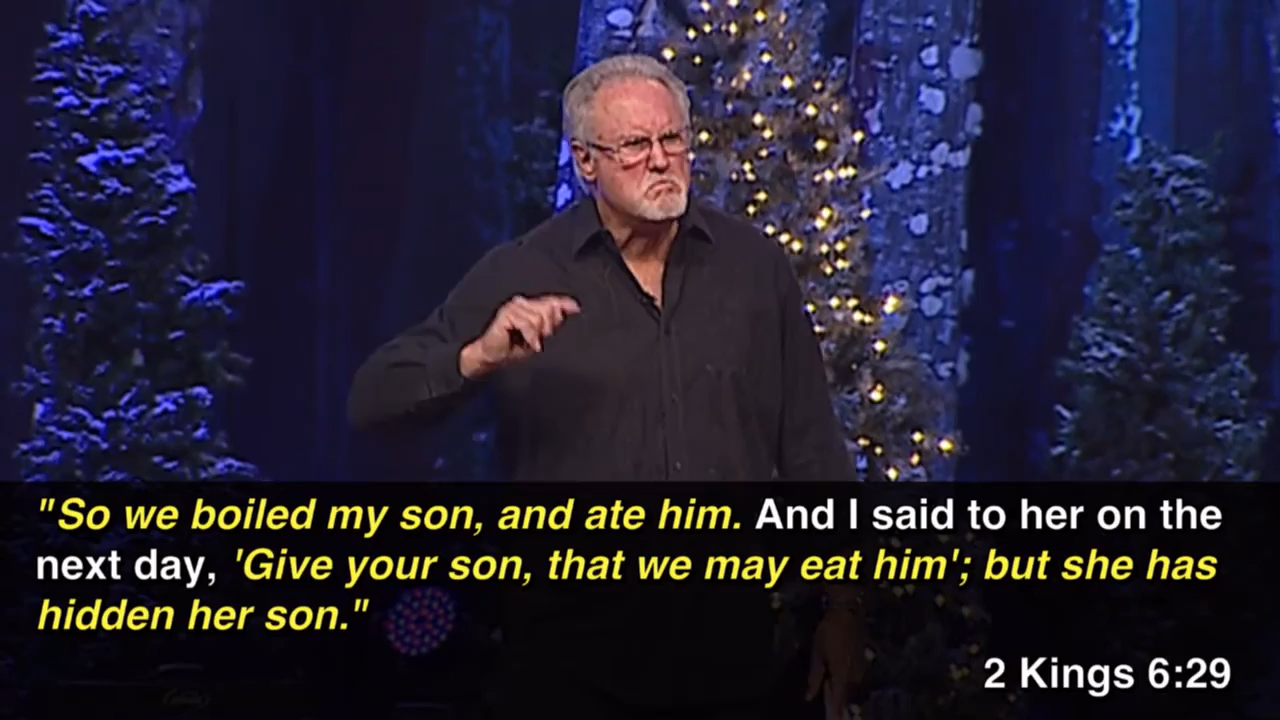 "So we boiled my son, and ate him. And I said to her on the
next day, 'Give your son, that we may eat him'; but she has
hidden her son."
2 Kings 6:29